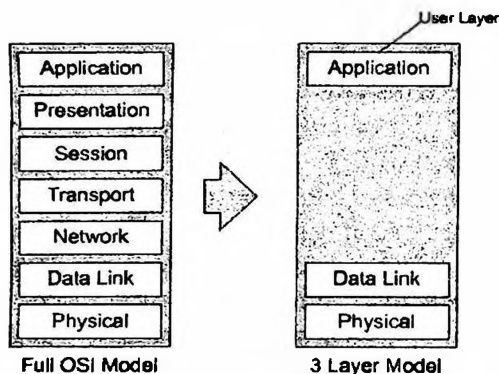 User Layer
Application
Presentation
Session
Transport
Network
Data Link
Physical
Full OSI Model
Application
Data Link
Physical
3 Layer Model